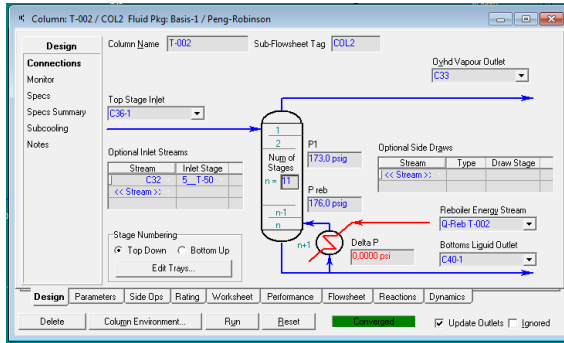 Column: T-002 / COL2 Fluid Pkg: Basis-1 / Peng-Robinson
Design
Connections
Monitor
Specs
Specs Summary
Subcooling
Notes
Column Name T-002 Sub-Flowsheet Tag COL2
Ovhd Vapour Outlet
C33
Top Stage Inlet
C36-1
Optional Inlet Streams
Stream Inlet Stage
C32 5__T-50
<< Stream >>
1
2
Num of
Stages
n = 11
n-1
n
n+1
P1
173,0 psig
P reb
176,0 psig
Delta P
0,0000 psi
Optional Side Draws
Stream Type Draw Stage
<< Stream >>
Reboiler Energy Stream
Q-Reb T-002
Bottoms Liquid Outlet
C40-1
Stage Numbering
Top Down Bottom Up
Edit Trays...
Design Parameters Side Ops Rating Worksheet Performance Flowsheet Reactions Dynamics
Delete Column Environment... Run Reset Converged Update Outlets Ignored